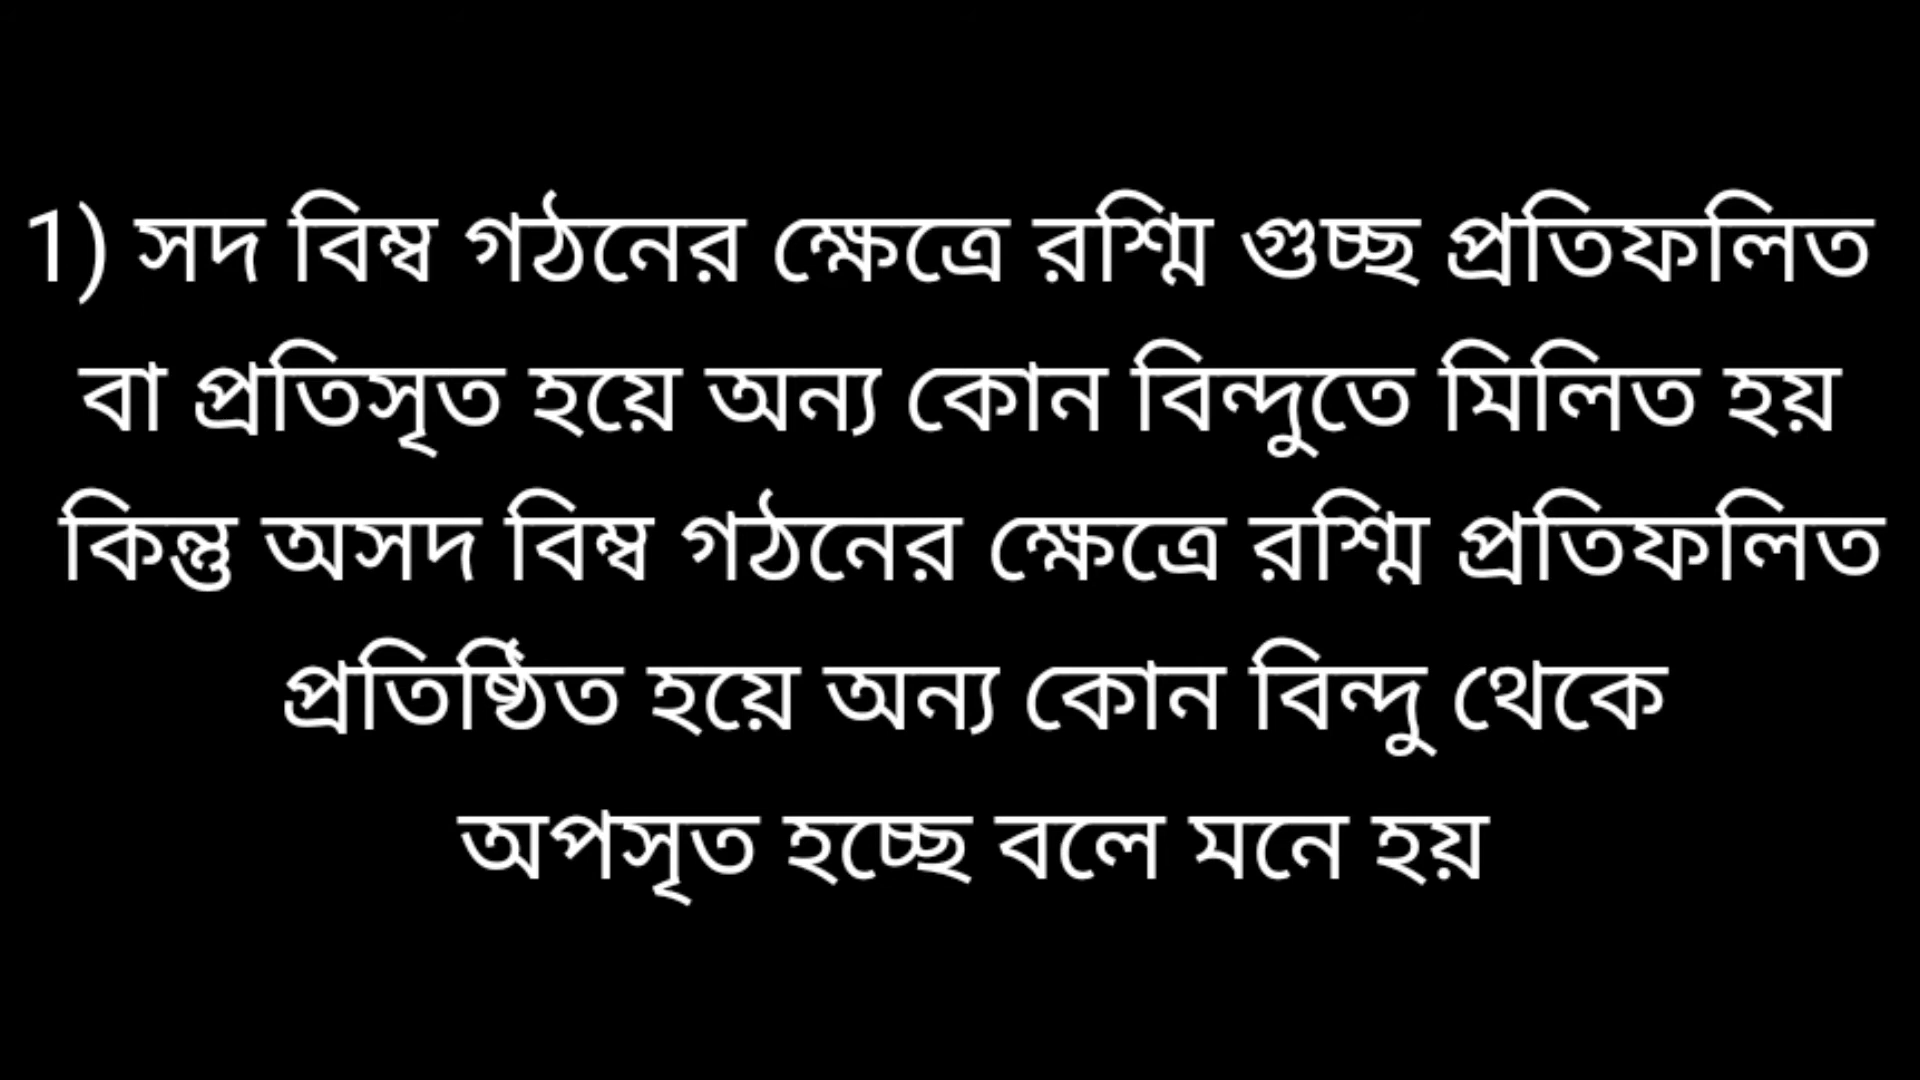 1) সদ বিম্ব গঠনের ক্ষেত্রে রশ্মি গুচ্ছ প্রতিফলিত
বা প্রতিসৃত হয়ে অন্য কোন বিন্দুতে মিলিত হয়
কিন্তু অসদ বিম্ব গঠনের ক্ষেত্রে রশ্মি প্রতিফলিত
প্রতিষ্ঠিত হয়ে অন্য কোন বিন্দু থেকে
অপসৃত হচ্ছে বলে মনে হয়